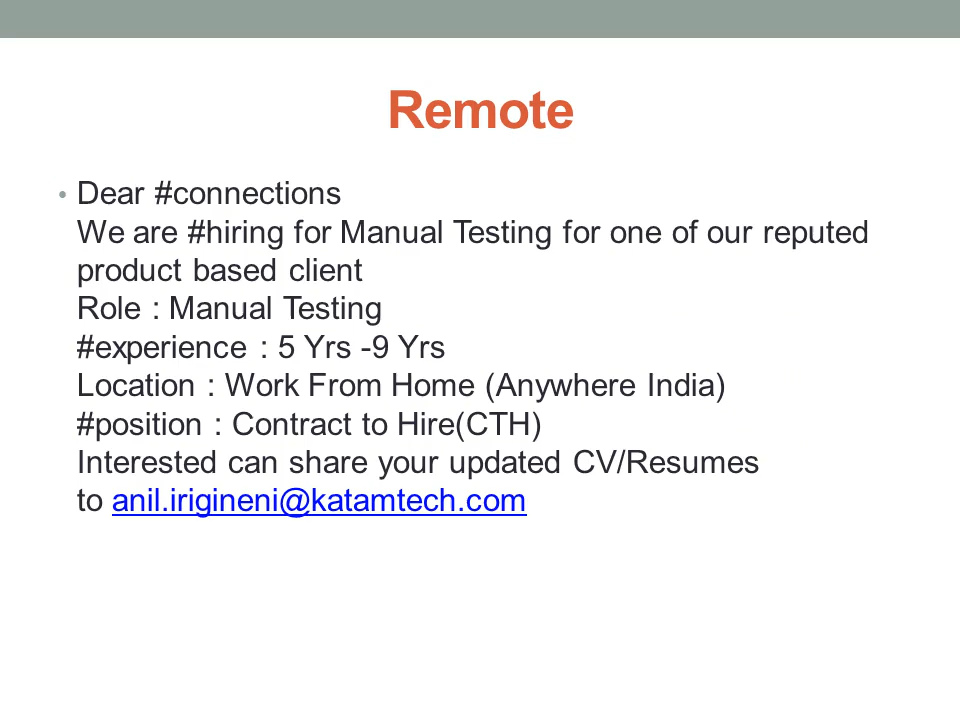 Remote
• Dear #connections
We are #hiring for Manual Testing for one of our reputed
product based client
Role : Manual Testing
#experience : 5 Yrs -9 Yrs
Location : Work From Home (Anywhere India)
#position : Contract to Hire(CTH)
Interested can share your updated CV/Resumes
to anil.irigineni@katamtech.com